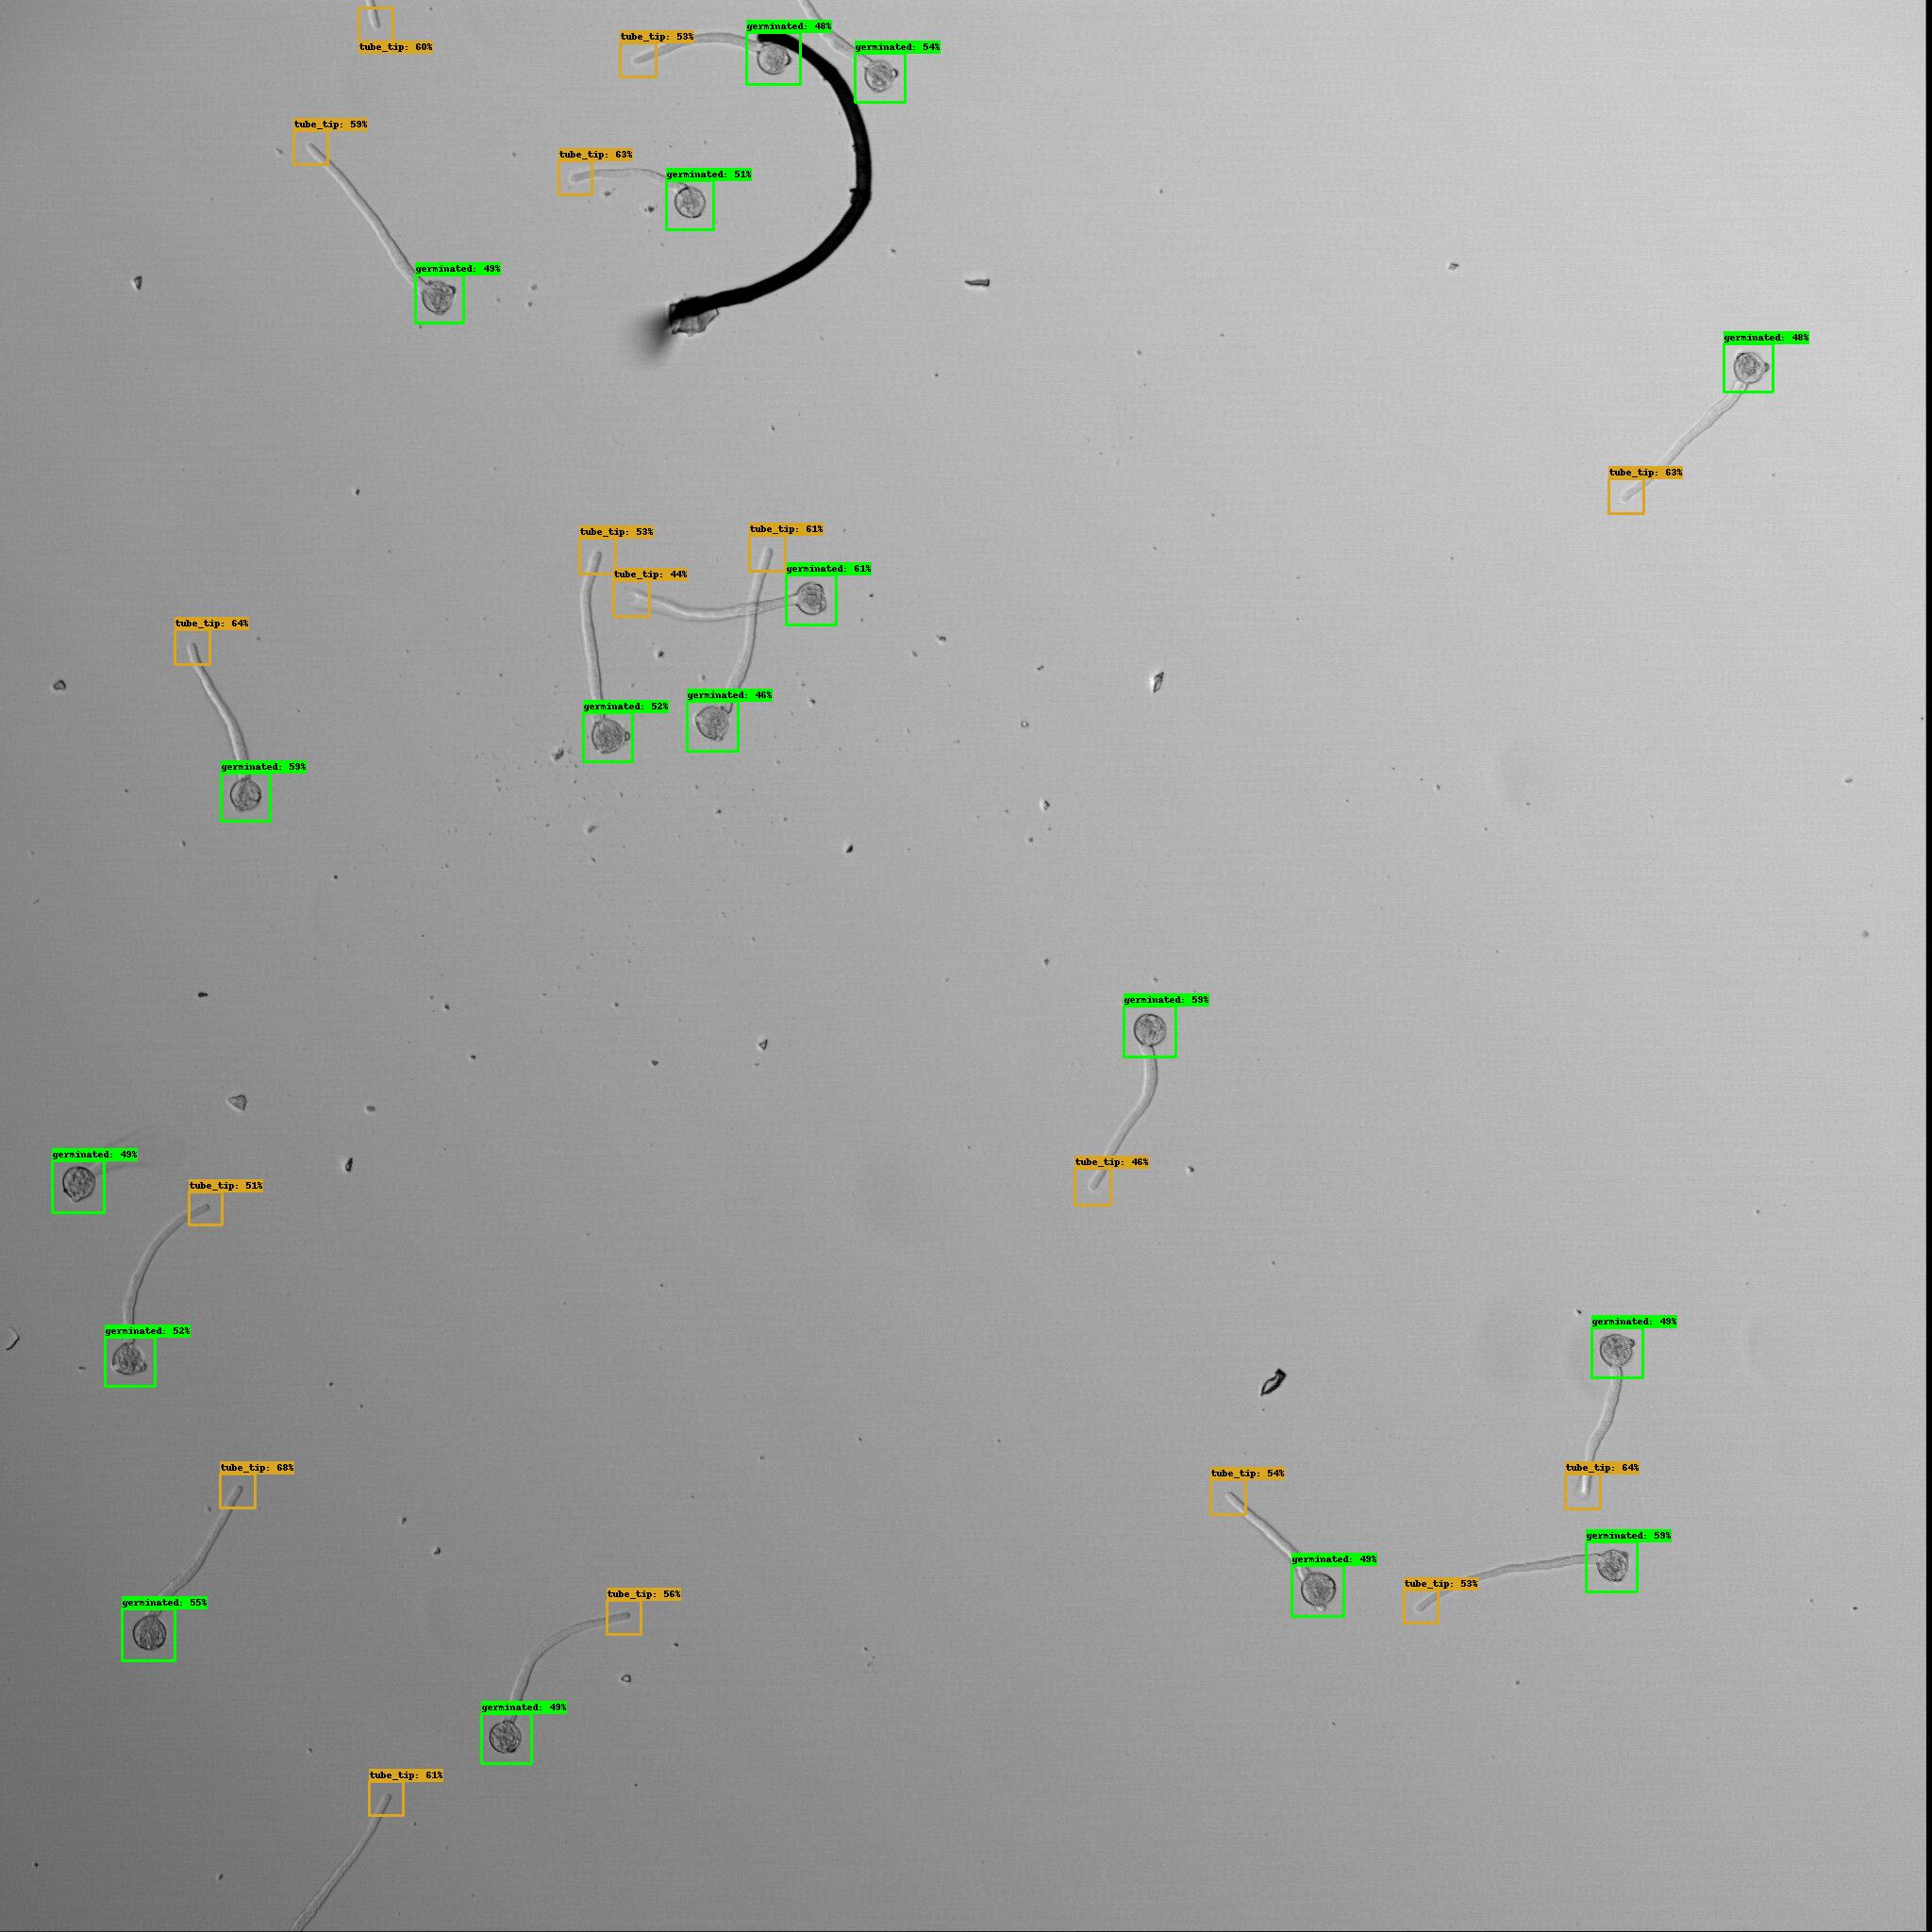 germinated: 48%
tube_tip: 53%
germinated: 54%
tube_tip: 60%
tube_tip: 59%
tube_tip: 63%
germinated: 51%
germinated: 49%
germinated: 48%
tube_tip: 63%
tube_tip: 61%
tube_tip: 53%
germinated: 61%
tube_tip: 44%
tube_tip: 64%
germinated: 46%
germinated: 52%
germinated: 59%
germinated: 59%
germinated: 49%
tube_tip: 46%
tube_tip: 51%
germinated: 49%
germinated: 52%
tube_tip: 68%
tube_tip: 64%
tube_tip: 54%
germinated: 59%
germinated: 49%
tube_tip: 53%
tube_tip: 56%
germinated: 55%
germinated: 49%
tube_tip: 61%